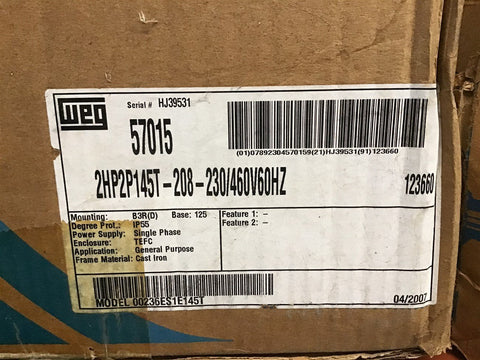 weg
Serial # HJ39531
57015
(01)07892304570159(21)HJ39531(91)123660
2HP2P145T-208-230/460V60HZ
123660
Mounting: B3R(D) Base: 125
Degree Prot.: IP55
Power Supply: Single Phase
Enclosure: TEFC
Application: General Purpose
Frame Material: Cast Iron
Feature 1: -
Feature 2: -
MODEL 00236ES1E145T
04/2007